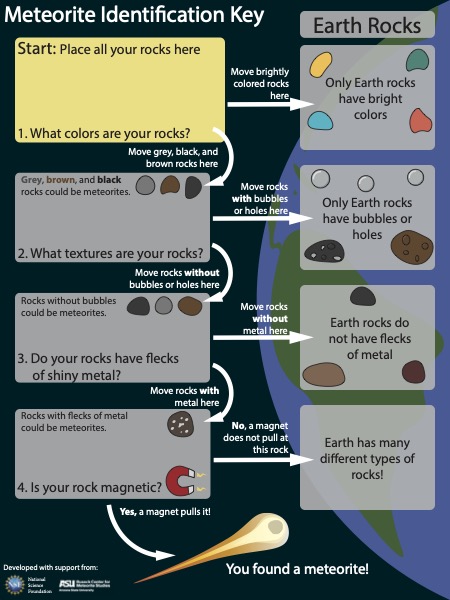 Meteorite Identification Key
Earth Rocks
Start: Place all your rocks here
1. What colors are your rocks?
Move brightly
colored rocks
here
Only Earth rocks
have bright
colors
Move grey, black, and
brown rocks here
Grey, brown, and black
rocks could be meteorites.
2. What textures are your rocks?
Move rocks
with bubbles
or holes here
Only Earth rocks
have bubbles or
holes
Move rocks without
bubbles or holes here
Rocks without bubbles
could be meteorites.
3. Do your rocks have flecks
of shiny metal?
Move rocks
without
metal here
Earth rocks do
not have flecks
of metal
Move rocks with
metal here
Rocks with flecks of metal
could be meteorites.
4. Is your rock magnetic?
No, a magnet
does not pull at
this rock
Earth has many
different types of
rocks!
Yes, a magnet pulls it!
You found a meteorite!
Developed with support from:
NSF
National
Science
Foundation
ASU
Buseck Center for
Meteorite Studies
Arizona State University